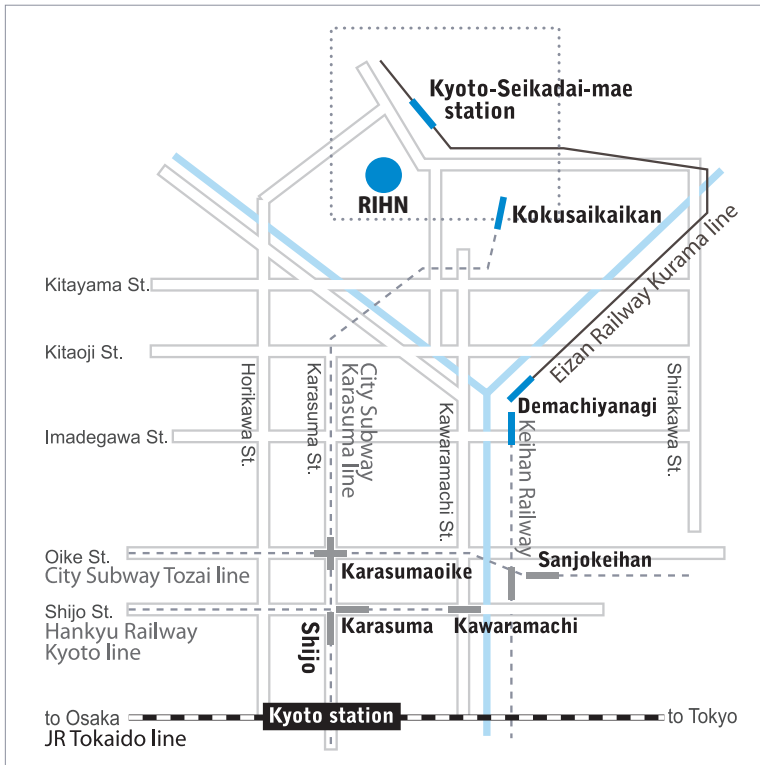 Kyoto-Seikadai-mae
station
RIHN
Kokusaikaikan
Eizan Railway Kurama line
Kitayama St.
Kitaoji St.
Horikawa St.
Karasuma St.
City Subway
Karasuma line
Kawaramachi St.
Demachiyanagi
Shirakawa St.
Imadegawa St.
Keihan Railway
Oike St.
City Subway Tozai line
Karasumaoike
Sanjokeihan
Shijo St.
Hankyu Railway
Kyoto line
Shijo
Karasuma
Kawaramachi
to Osaka
Kyoto station
to Tokyo
JR Tokaido line